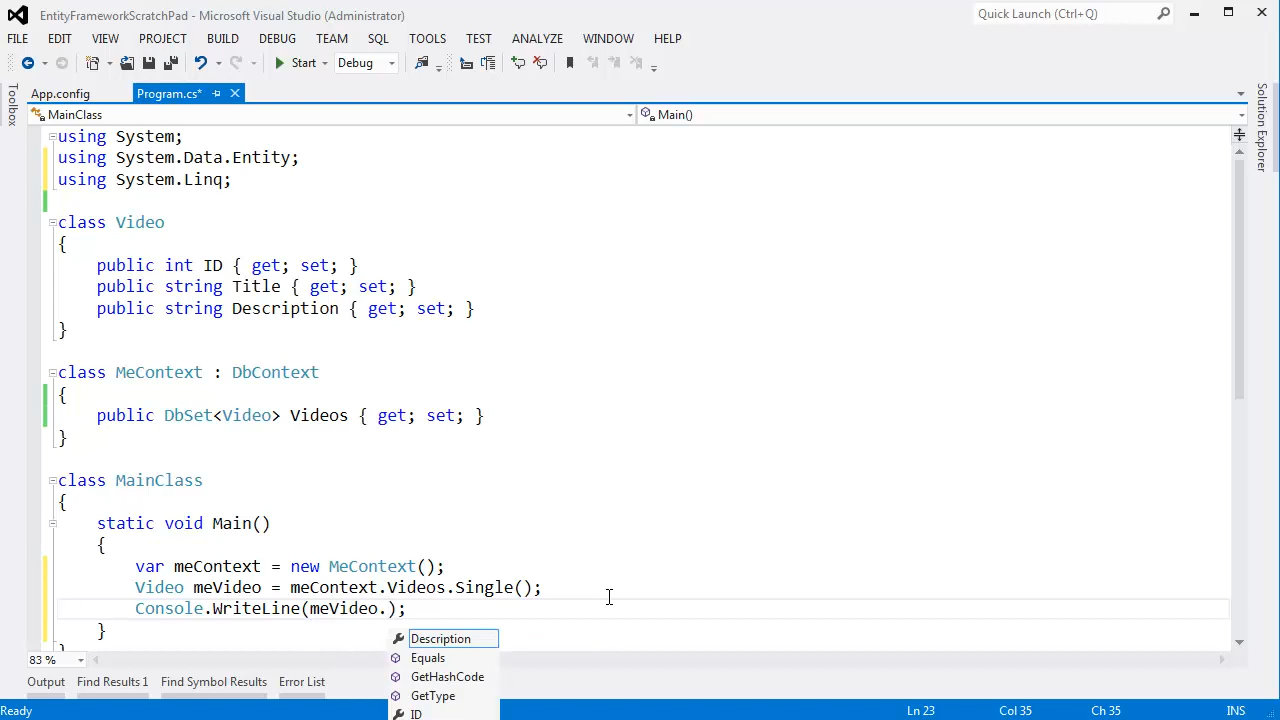 EntityFrameworkScratchPad - Microsoft Visual Studio (Administrator)
Quick Launch (Ctrl+Q)
FILE EDIT VIEW PROJECT BUILD DEBUG TEAM SQL TOOLS TEST ANALYZE WINDOW HELP
Start Debug
Toolbox
App.config Program.cs*
Solution Explorer
MainClass Main()
using System;
using System.Data.Entity;
using System.Linq;
class Video
{
public int ID { get; set; }
public string Title { get; set; }
public string Description { get; set; }
}
class MeContext : DbContext
{
public DbSet<Video> Videos { get; set; }
}
class MainClass
{
static void Main()
{
var meContext = new MeContext();
Video meVideo = meContext.Videos.Single();
Console.WriteLine(meVideo.);
}
Description
Equals
GetHashCode
GetType
ID
83 %
Output Find Results 1 Find Symbol Results Error List
Ready Ln 23 Col 35 Ch 35 INS